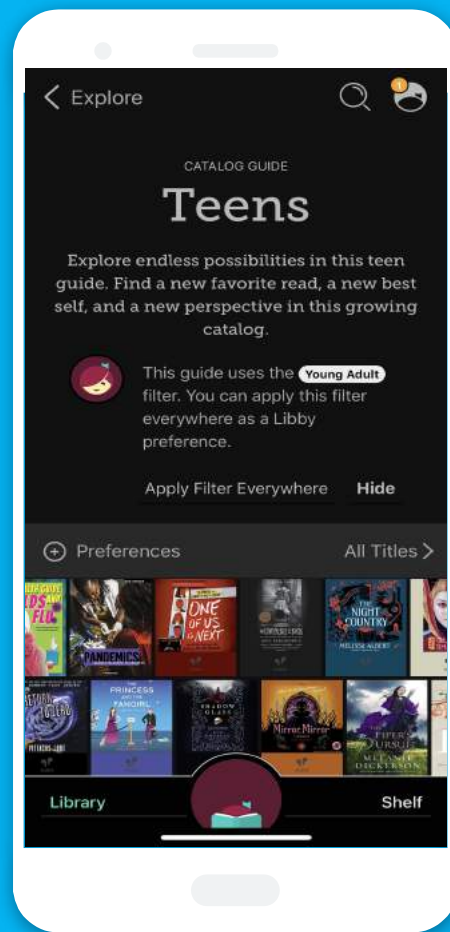 Explore
1
CATALOG GUIDE
Teens
Explore endless possibilities in this teen
guide. Find a new favorite read, a new best
self, and a new perspective in this growing
catalog.
This guide uses the Young Adult
filter. You can apply this filter
everywhere as a Libby
preference.
Apply Filter Everywhere Hide
Preferences All Titles
PANDEMICS
ONE
OF US
IS NEXT
THE
NIGHT
COUNTRY
MELISSA ALBERT
PRINCESS
AND THE
FANGIRL
SHADOW
GLASS
Mirror, Mirror
PIPER'S
PURSUIT
MELANIE
DICKERSON
Library Shelf